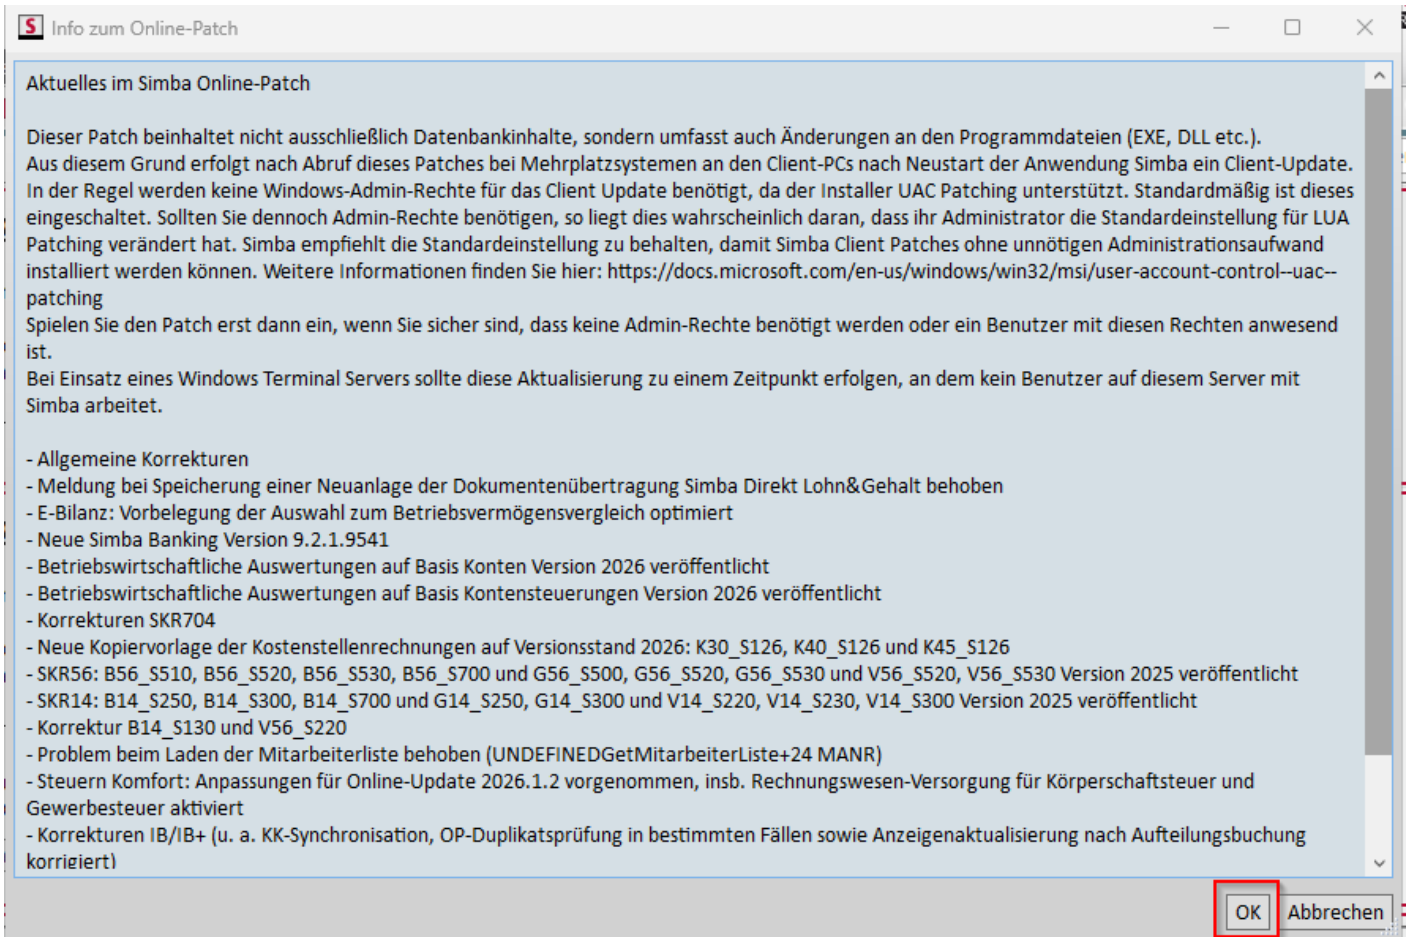 S Info zum Online-Patch
Aktuelles im Simba Online-Patch
Dieser Patch beinhaltet nicht ausschließlich Datenbankinhalte, sondern umfasst auch Änderungen an den Programmdateien (EXE, DLL etc.).
Aus diesem Grund erfolgt nach Abruf dieses Patches bei Mehrplatzsystemen an den Client-PCs nach Neustart der Anwendung Simba ein Client-Update.
In der Regel werden keine Windows-Admin-Rechte für das Client Update benötigt, da der Installer UAC Patching unterstützt. Standardmäßig ist dieses
eingeschaltet. Sollten Sie dennoch Admin-Rechte benötigen, so liegt dies wahrscheinlich daran, dass ihr Administrator die Standardeinstellung für LUA
Patching verändert hat. Simba empfiehlt die Standardeinstellung zu behalten, damit Simba Client Patches ohne unnötigen Administrationsaufwand
installiert werden können. Weitere Informationen finden Sie hier: https://docs.microsoft.com/en-us/windows/win32/msi/user-account-control--uac--
patching
Spielen Sie den Patch erst dann ein, wenn Sie sicher sind, dass keine Admin-Rechte benötigt werden oder ein Benutzer mit diesen Rechten anwesend
ist.
Bei Einsatz eines Windows Terminal Servers sollte diese Aktualisierung zu einem Zeitpunkt erfolgen, an dem kein Benutzer auf diesem Server mit
Simba arbeitet.
- Allgemeine Korrekturen
- Meldung bei Speicherung einer Neuanlage der Dokumentenübertragung Simba Direkt Lohn&Gehalt behoben
- E-Bilanz: Vorbelegung der Auswahl zum Betriebsvermögensvergleich optimiert
- Neue Simba Banking Version 9.2.1.9541
- Betriebswirtschaftliche Auswertungen auf Basis Konten Version 2026 veröffentlicht
- Betriebswirtschaftliche Auswertungen auf Basis Kontensteuerungen Version 2026 veröffentlicht
- Korrekturen SKR704
- Neue Kopiervorlage der Kostenstellenrechnungen auf Versionsstand 2026: K30_S126, K40_S126 und K45_S126
- SKR56: B56_S510, B56_S520, B56_S530, B56_S700 und G56_S500, G56_S520, G56_S530 und V56_S520, V56_S530 Version 2025 veröffentlicht
- SKR14: B14_S250, B14_S300, B14_S700 und G14_S250, G14_S300 und V14_S220, V14_S230, V14_S300 Version 2025 veröffentlicht
- Korrektur B14_S130 und V56_S220
- Problem beim Laden der Mitarbeiterliste behoben (UNDEFINEDGetMitarbeiterListe+24 MANR)
- Steuern Komfort: Anpassungen für Online-Update 2026.1.2 vorgenommen, insb. Rechnungswesen-Versorgung für Körperschaftsteuer und
Gewerbesteuer aktiviert
- Korrekturen IB/IB+ (u. a. KK-Synchronisation, OP-Duplikatsprüfung in bestimmten Fällen sowie Anzeigenaktualisierung nach Aufteilungsbuchung
korrigiert)
OK Abbrechen